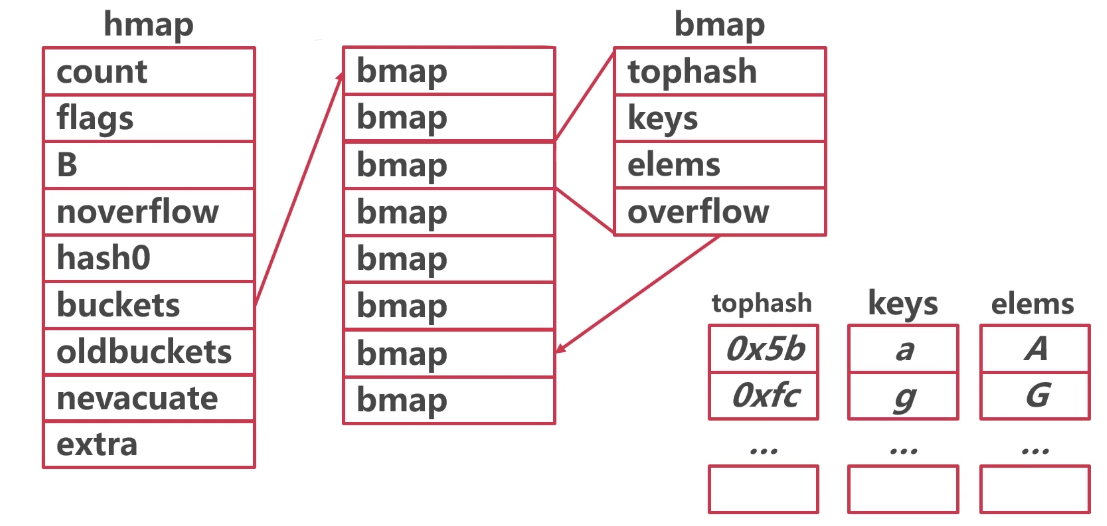 hmap
count
flags
B
noverflow
hash0
buckets
oldbuckets
nevacuate
extra
bmap
bmap
bmap
bmap
bmap
bmap
bmap
bmap
bmap
tophash
keys
elems
overflow
tophash keys elems
0x5b a A
0xfc g G
... ... ...